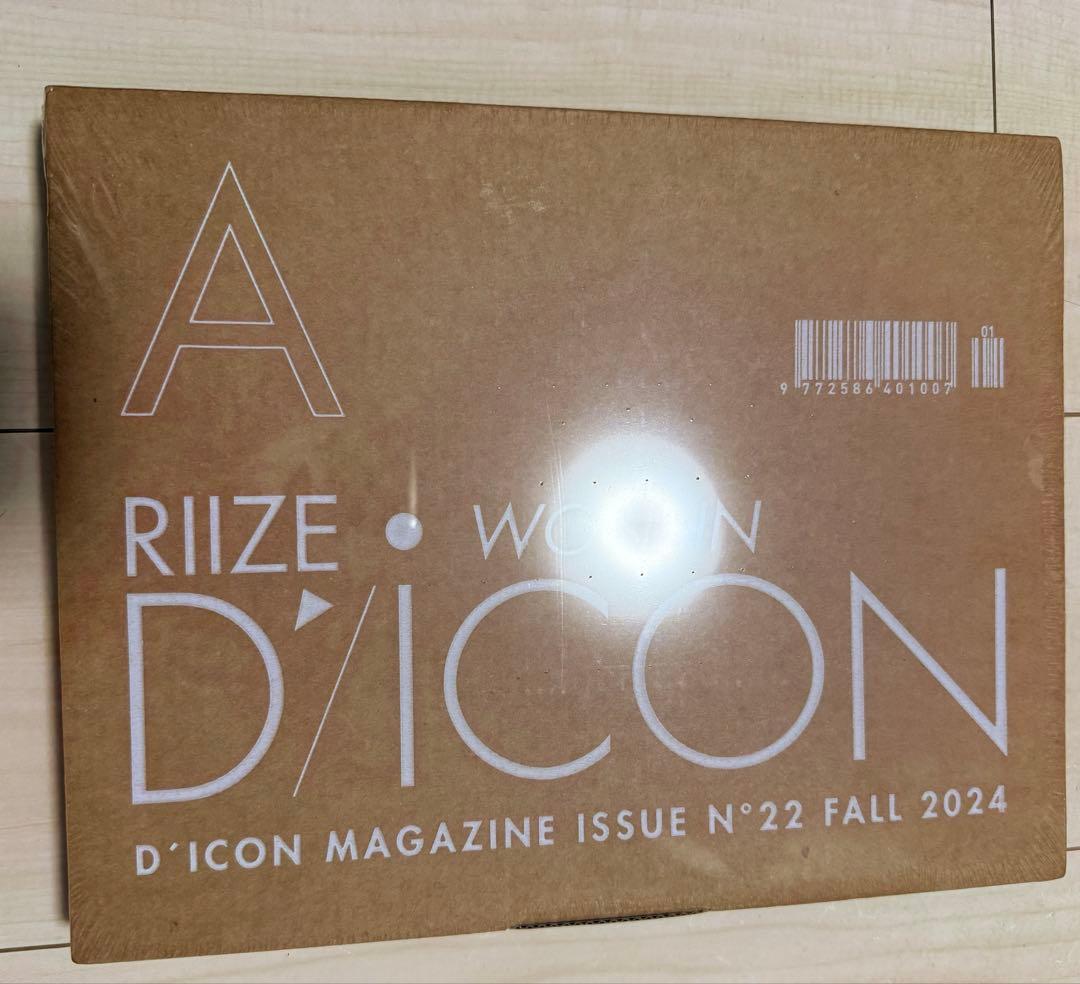 A
01
9 772586 401007
RIIZE •
D'/ICON
D'ICON MAGAZINE ISSUE N°22 FALL 2024